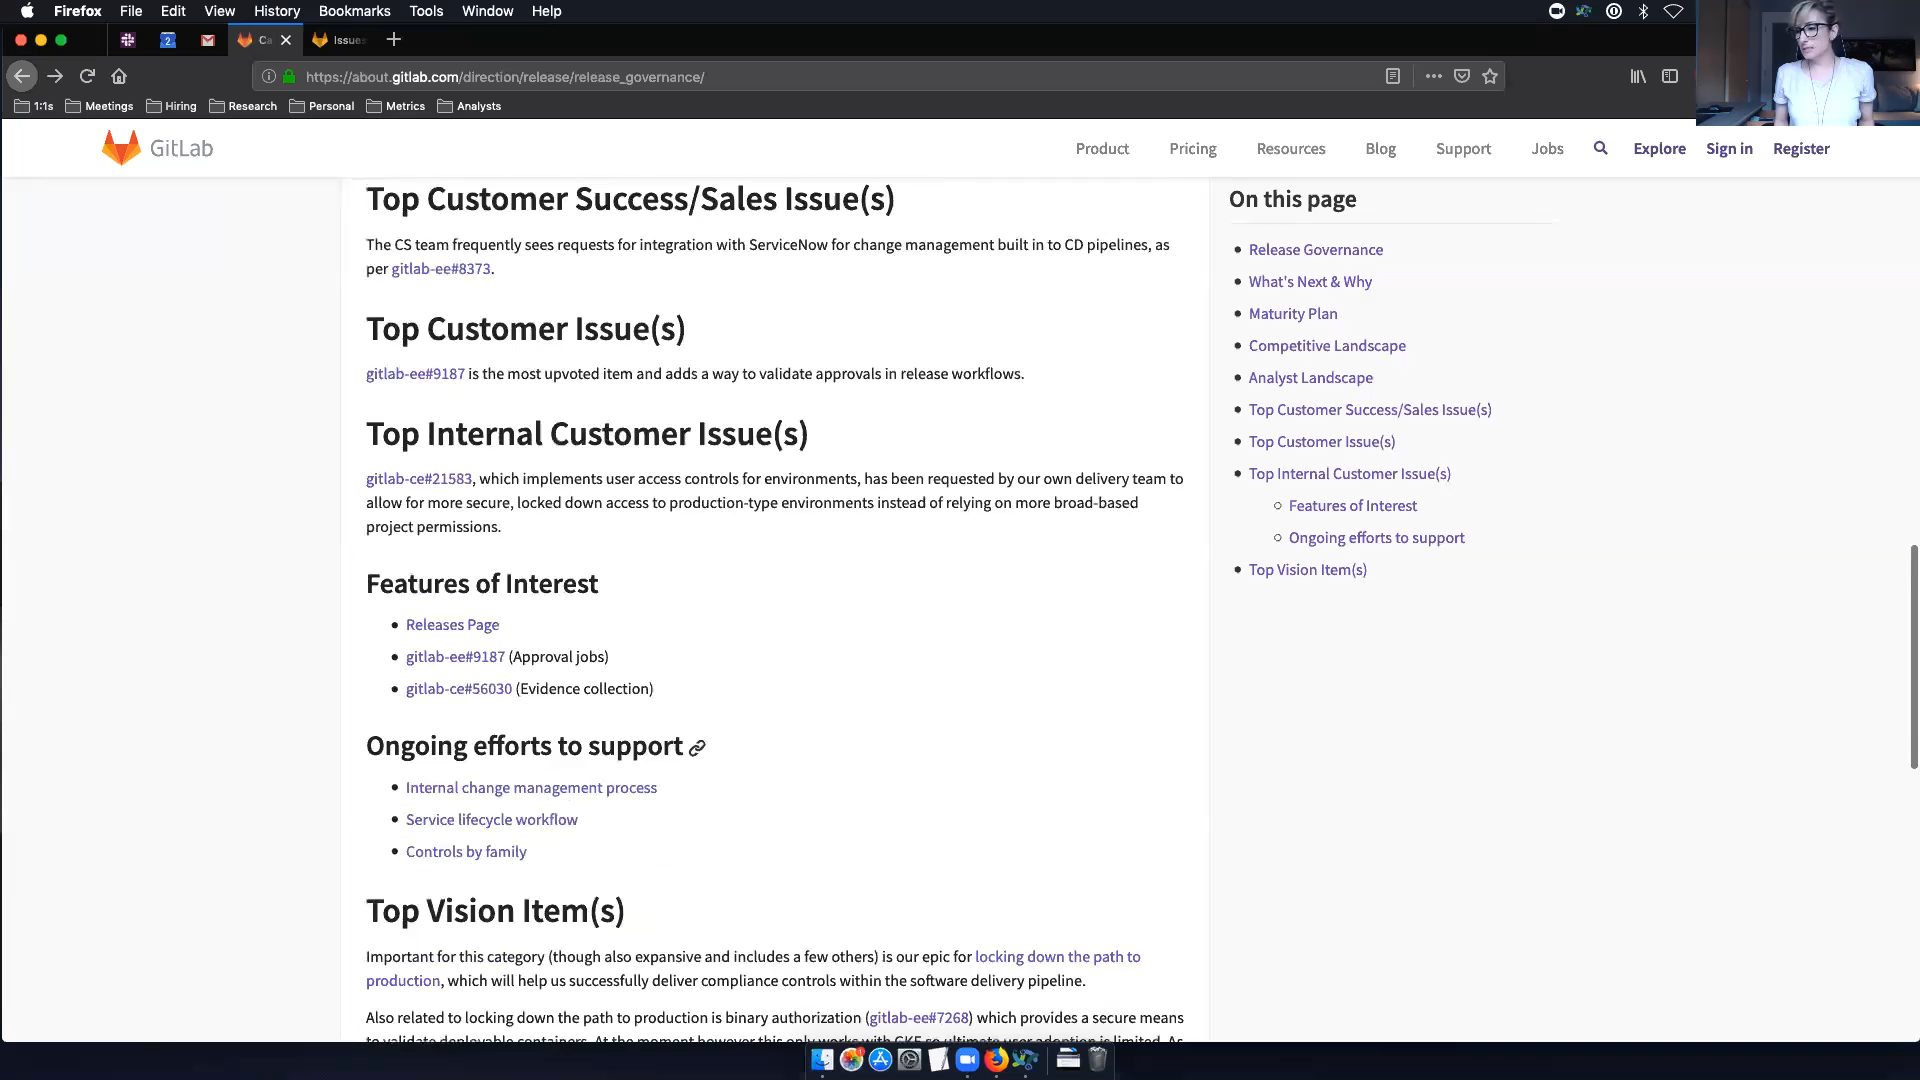 Firefox File Edit View History Bookmarks Tools Window Help
2 Ca Issues
https://about.gitlab.com/direction/release/release_governance/
1:1s Meetings Hiring Research Personal Metrics Analysts
GitLab Product Pricing Resources Blog Support Jobs Explore Sign in Register
Top Customer Success/Sales Issue(s)
The CS team frequently sees requests for integration with ServiceNow for change management built in to CD pipelines, as
per gitlab-ee#8373.
Top Customer Issue(s)
gitlab-ee#9187 is the most upvoted item and adds a way to validate approvals in release workflows.
Top Internal Customer Issue(s)
gitlab-ce#21583, which implements user access controls for environments, has been requested by our own delivery team to
allow for more secure, locked down access to production-type environments instead of relying on more broad-based
project permissions.
Features of Interest
Releases Page
gitlab-ee#9187 (Approval jobs)
gitlab-ce#56030 (Evidence collection)
Ongoing efforts to support
Internal change management process
Service lifecycle workflow
Controls by family
Top Vision Item(s)
Important for this category (though also expansive and includes a few others) is our epic for locking down the path to
production, which will help us successfully deliver compliance controls within the software delivery pipeline.
Also related to locking down the path to production is binary authorization (gitlab-ee#7268) which provides a secure means
to validate deployable containers. At the moment however this only works with GKE so ultimate user adoption is limited. As
On this page
Release Governance
What's Next & Why
Maturity Plan
Competitive Landscape
Analyst Landscape
Top Customer Success/Sales Issue(s)
Top Customer Issue(s)
Top Internal Customer Issue(s)
Features of Interest
Ongoing efforts to support
Top Vision Item(s)